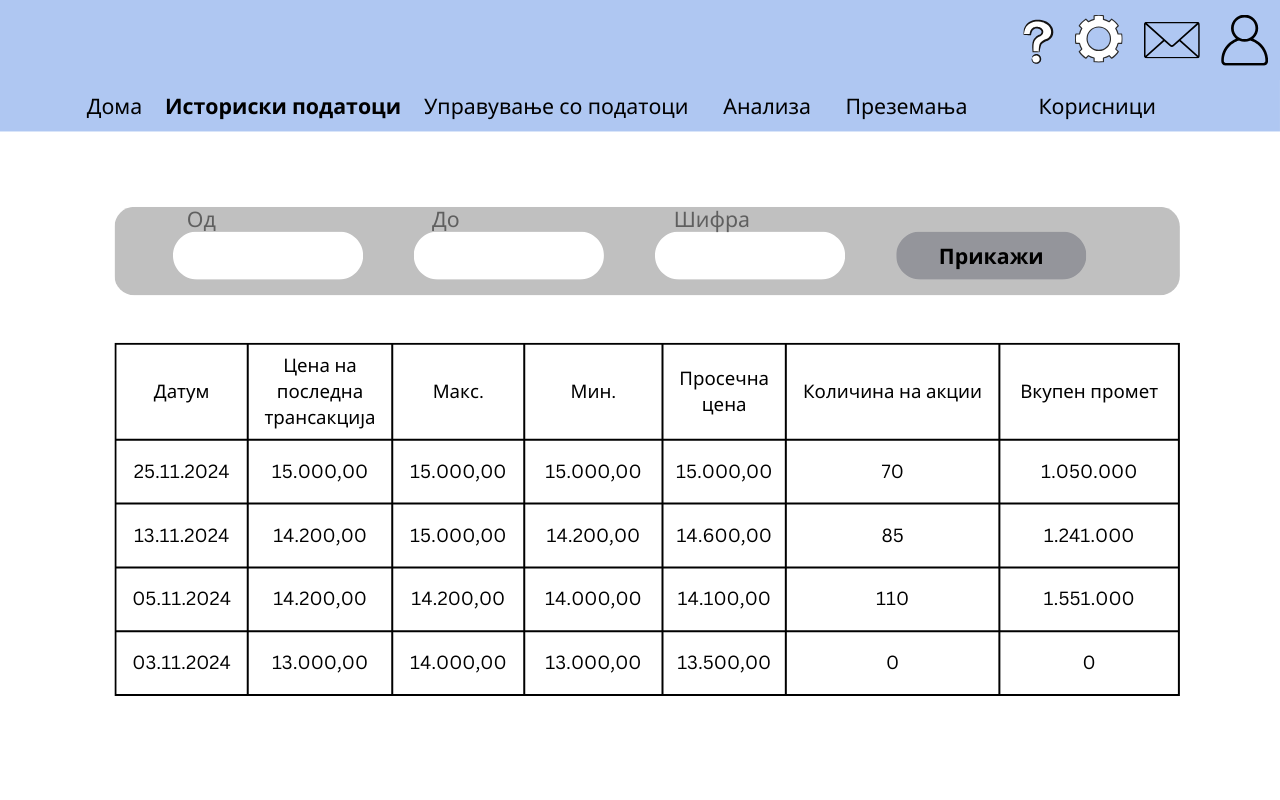 Дома Историски податоци Управување со податоци Анализа Преземања Корисници
Од До Шифра
Прикажи
Датум Цена на последна трансакција Макс. Мин. Просечна цена Количина на акции Вкупен промет
25.11.2024 15.000,00 15.000,00 15.000,00 15.000,00 70 1.050.000
13.11.2024 14.200,00 15.000,00 14.200,00 14.600,00 85 1.241.000
05.11.2024 14.200,00 14.200,00 14.000,00 14.100,00 110 1.551.000
03.11.2024 13.000,00 14.000,00 13.000,00 13.500,00 0 0